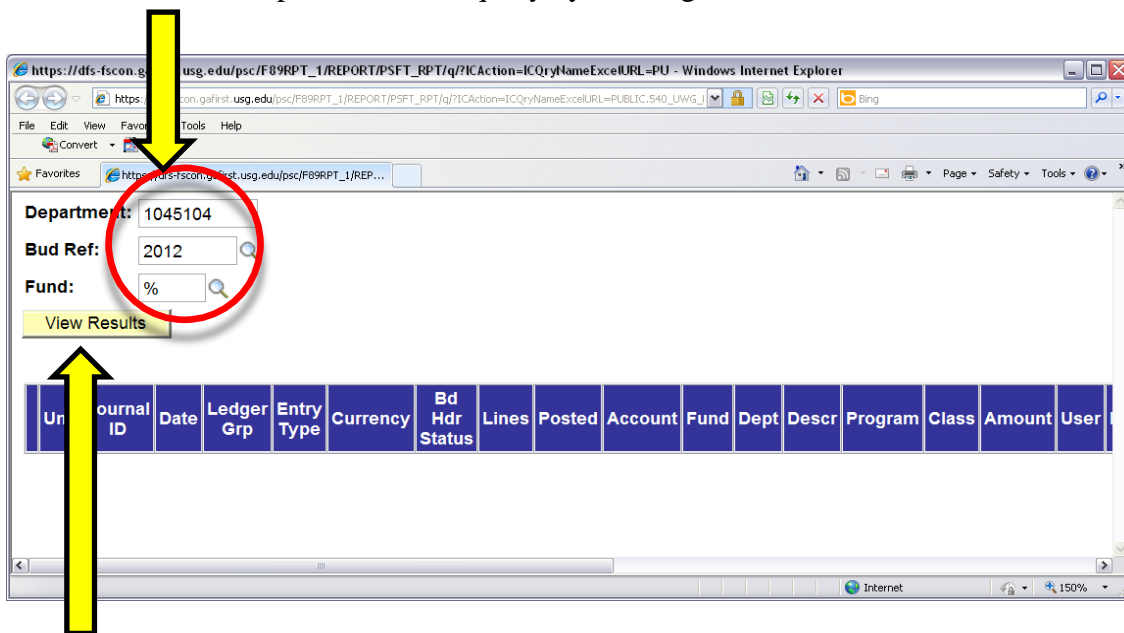 https://dfs-fscon.g usg.edu/psc/F89RPT_1/REPORT/PSFT_RPT/q/?ICAction=ICQryNameExcelURL=PU - Windows Internet Explorer
https: con.gafirst.usg.edu/psc/F89RPT_1/REPORT/PSFT_RPT/q/?ICAction=ICQryNameExcelURL=PUBLIC.540_UWG_ Bing
File Edit View Favor Tools Help
Convert
Favorites https://dfs-fscon.gafirst.usg.edu/psc/F89RPT_1/REP... Page Safety Tools
Department: 1045104
Bud Ref: 2012
Fund: %
View Results
Un ournal ID Date Ledger Grp Entry Type Currency Bd Hdr Status Lines Posted Account Fund Dept Descr Program Class Amount User
Internet 150%